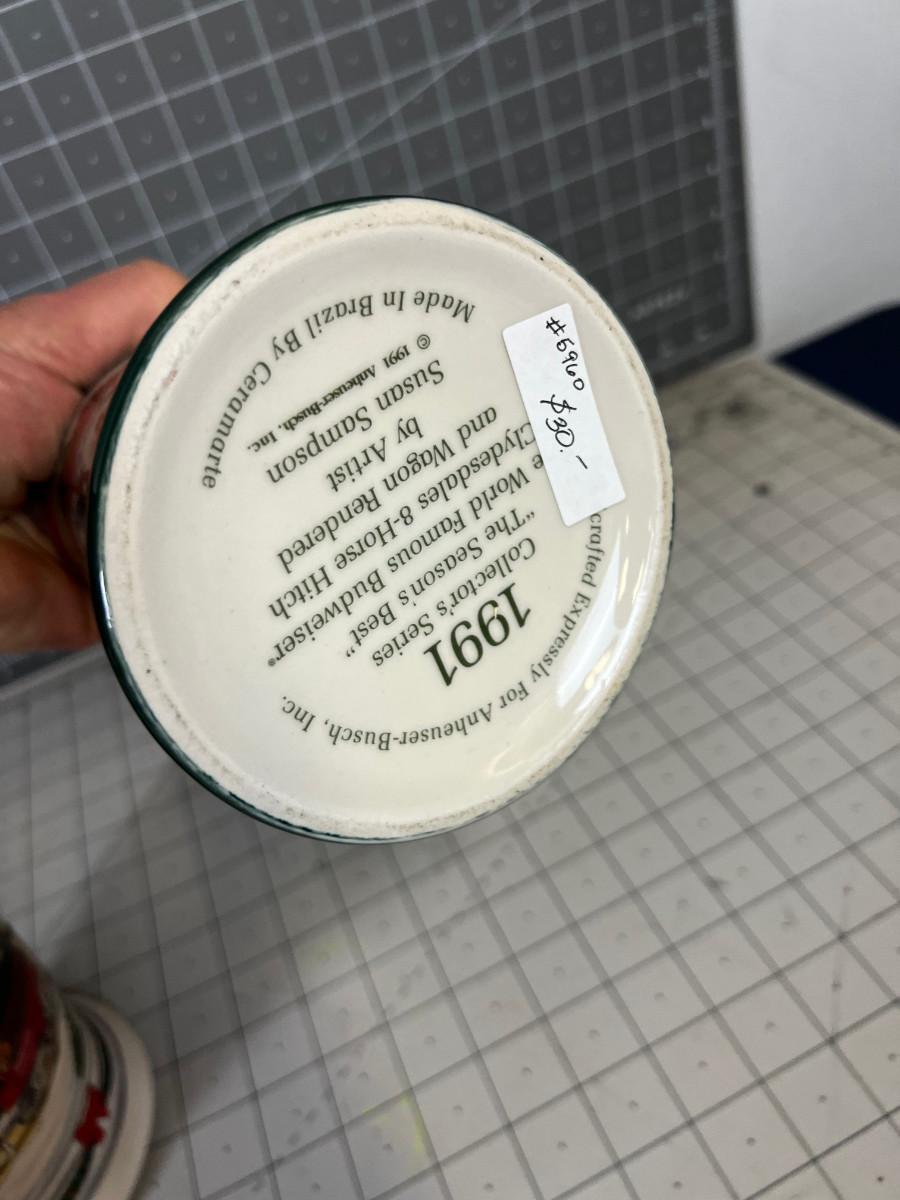 crafted Expressly For Anheuser-Busch, Inc.
1991
Collector's Series
"The Season's Best"
World Famous Budweiser®
Clydesdales 8-Horse Hitch
and Wagon Rendered
by Artist
Susan Sampson
© 1991 Anheuser-Busch, Inc.
Made In Brazil By Ceramarte
#5960 $30.-